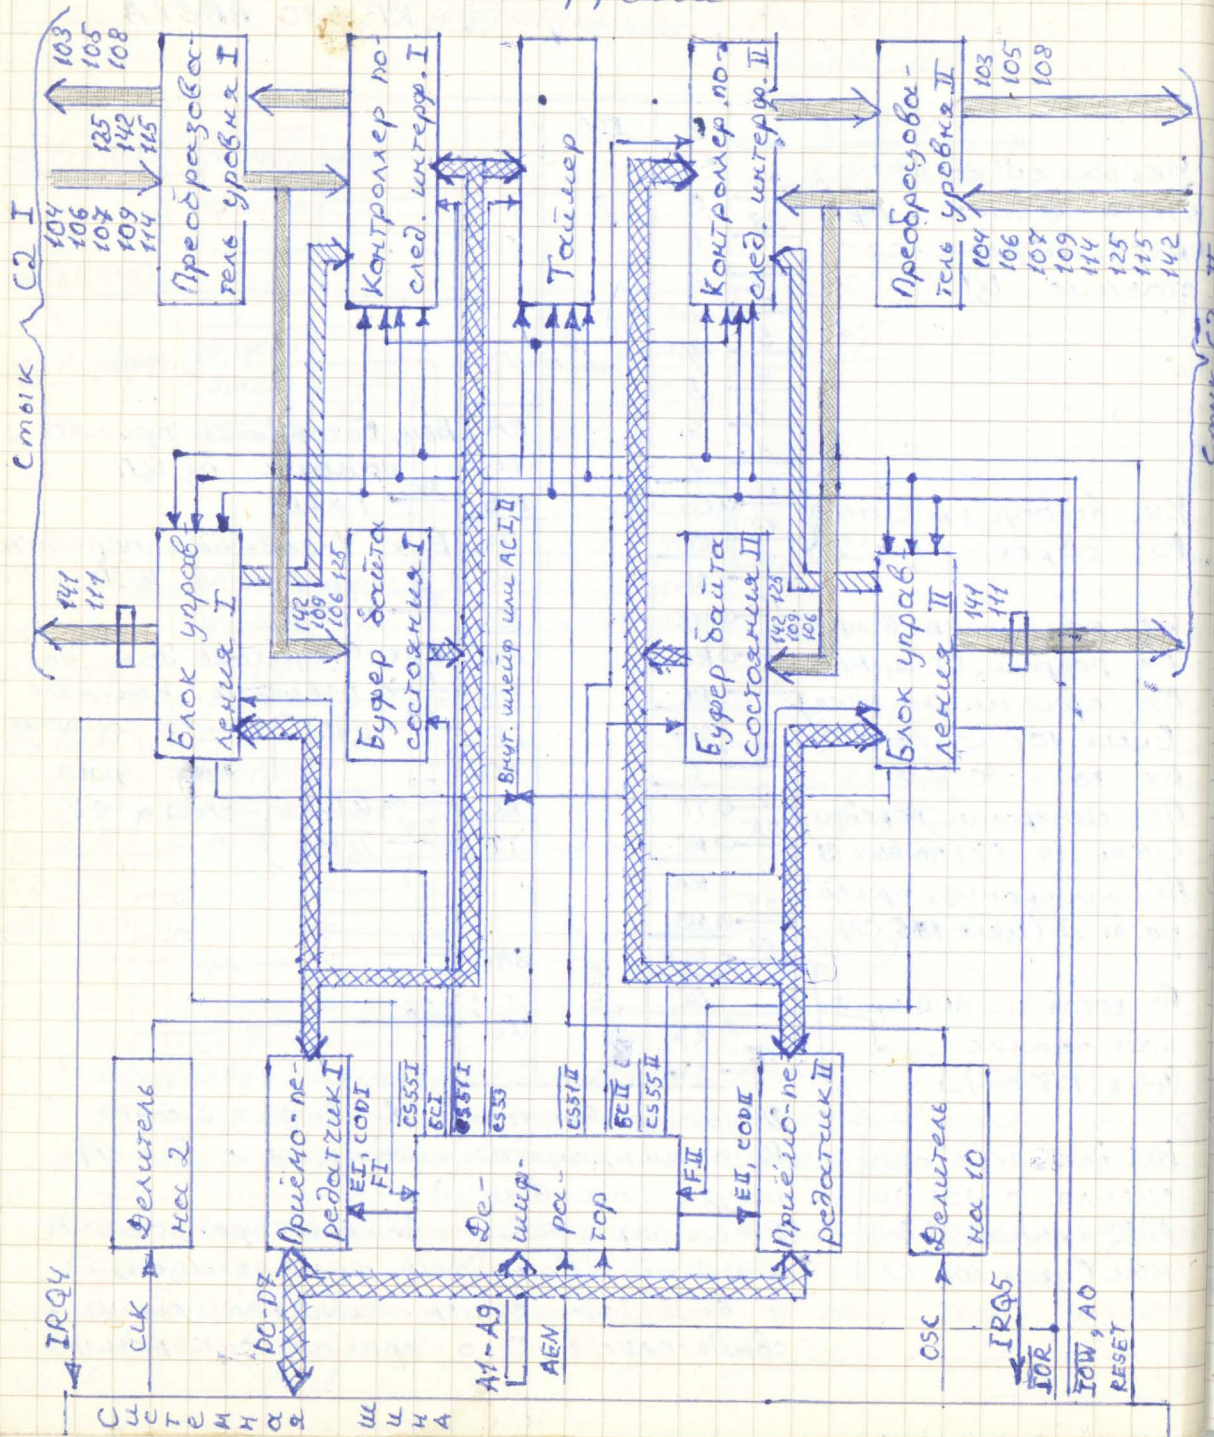 Стык С2 I
103
105
108
125
142
115
104
106
107
109
114
Преобразова-
тель уровня I
Контроллер по-
след. интерф. I
Таймер
Контроллер по-
след. интерф. II
Преобразова-
тель уровня II
103
105
108
104
106
107
109
114
125
115
142
141
111
Блок управ
ления I
142
109
106 125
Буфер байта
состояния I
Внут. шлейф или АС I, II
Буфер байта
состояния II
142 125
109
106
Блок управ
ления II
141
111
Делитель
на 2
Приёмо-пе-
редатчик I
EI, CODI
FI
CS55I
BCI
CS51I
CS53
CS51II
BCII
CS55II
Де-
шиф-
ра-
тор
FII
EII, CODII
Приёмо-пе-
редатчик II
Делитель
на 10
IRQ4
CLK
D0-D7
A1-A9
AEN
OSC
IRQ5
IOR
IOW, A0
RESET
Системная
шина